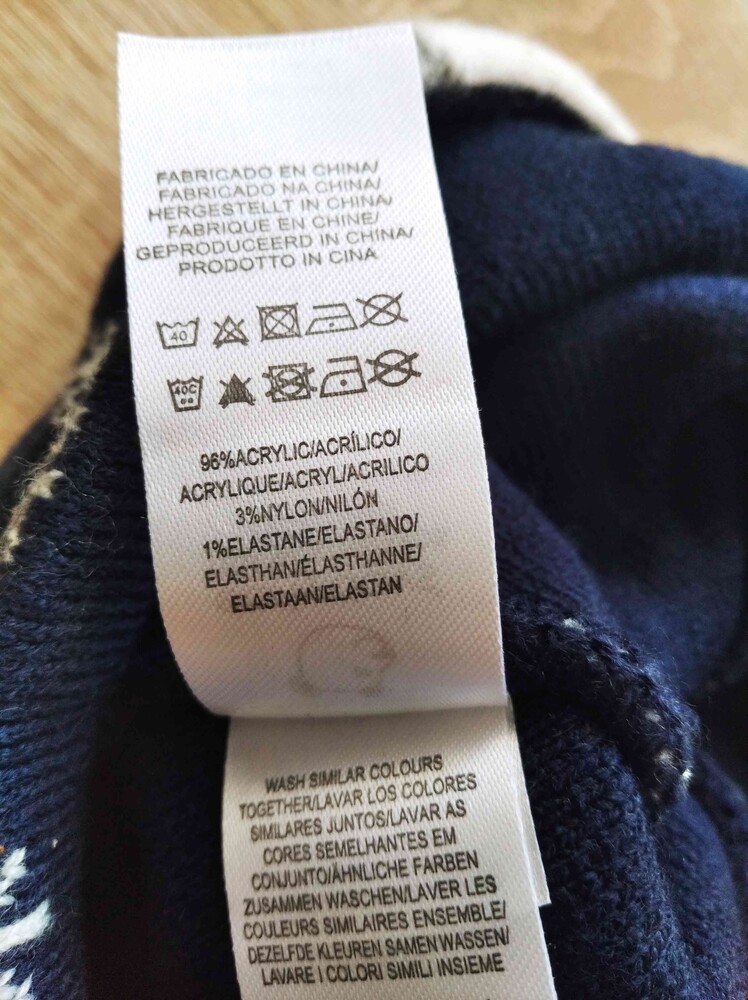 FABRICADO EN CHINA/
FABRICADO NA CHINA/
HERGESTELLT IN CHINA/
FABRIQUE EN CHINE/
GEPRODUCEERD IN CHINA/
PRODOTTO IN CINA
40
40C
96%ACRYLIC/ACRÍLICO/
ACRYLIQUE/ACRYL/ACRILICO
3%NYLON/NILÓN
1%ELASTANE/ELASTANO/
ELASTHAN/ÉLASTHANNE/
ELASTAAN/ELASTAN
WASH SIMILAR COLOURS
TOGETHER/LAVAR LOS COLORES
SIMILARES JUNTOS/LAVAR AS
CORES SEMELHANTES EM
CONJUNTO/ÄHNLICHE FARBEN
ZUSAMMEN WASCHEN/LAVER LES
COULEURS SIMILAIRES ENSEMBLE/
DEZELFDE KLEUREN SAMEN WASSEN/
LAVARE I COLORI SIMILI INSIEME